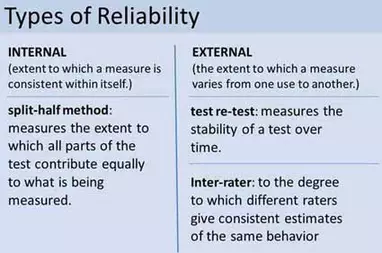 Types of Reliability
INTERNAL
(extent to which a measure is
consistent within itself.)
split-half method:
measures the extent to
which all parts of the
test contribute equally
to what is being
measured.
EXTERNAL
(the extent to which a measure
varies from one use to another.)
test re-test: measures the
stability of a test over
time.
Inter-rater: to the degree
to which different raters
give consistent estimates
of the same behavior